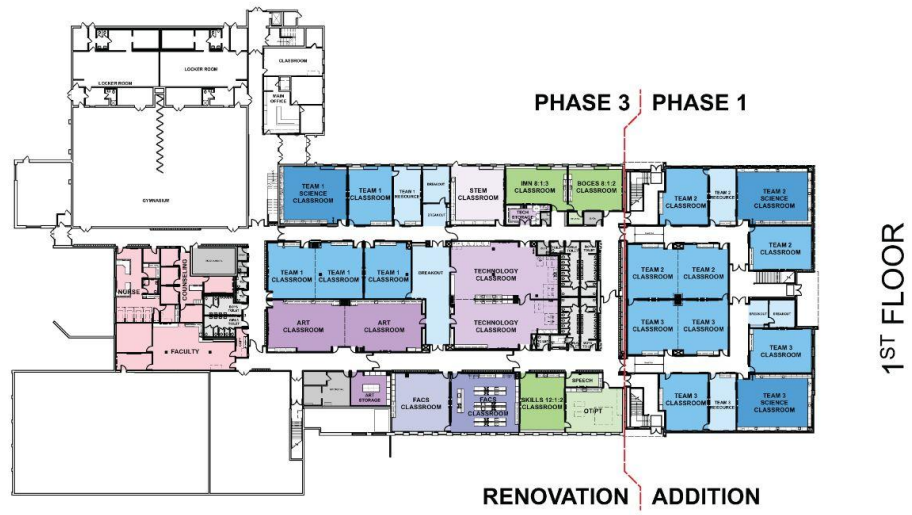 LOCKER ROOM
LOCKER ROOM
CLASSROOM
MAIN
OFFICE
GYMNASIUM
PHASE 3
PHASE 1
TEAM 1
SCIENCE
CLASSROOM
TEAM 1
CLASSROOM
TEAM 1
RESOURCE
BREAKOUT
BREAKOUT
STEM
CLASSROOM
IMN 8:1:3
CLASSROOM
BOCES 8:1:2
CLASSROOM
TECH
STORAGE
TEAM 2
CLASSROOM
TEAM 2
RESOURCE
TEAM 2
SCIENCE
CLASSROOM
TEAM 2
CLASSROOM
NURSE
COUNSELING
FACULTY
TEAM 1
CLASSROOM
TEAM 1
CLASSROOM
TEAM 1
CLASSROOM
BREAKOUT
TECHNOLOGY
CLASSROOM
TECHNOLOGY
CLASSROOM
ART
CLASSROOM
ART
CLASSROOM
TEAM 2
CLASSROOM
TEAM 2
CLASSROOM
TEAM 3
CLASSROOM
TEAM 3
CLASSROOM
BREAKOUT
BREAKOUT
TEAM 3
CLASSROOM
ART
STORAGE
FACS
CLASSROOM
FACS
CLASSROOM
SKILLS 12:1:2
CLASSROOM
SPEECH
OT/PT
TEAM 3
CLASSROOM
TEAM 3
RESOURCE
TEAM 3
SCIENCE
CLASSROOM
RENOVATION
ADDITION
1ST FLOOR